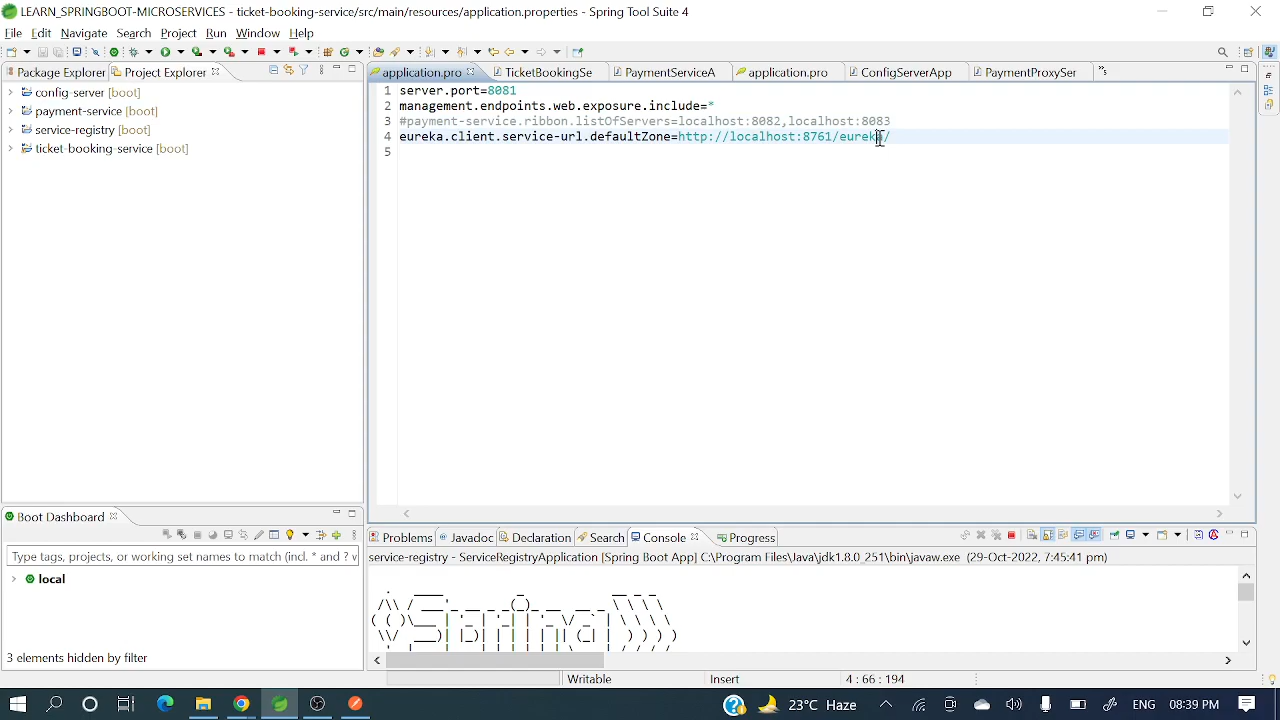 LEARN_SPRINGBOOT-MICROSERVICES - ticket-booking-service/src/main/resources/application.properties - Spring Tool Suite 4
File Edit Navigate Search Project Run Window Help
Package Explorer Project Explorer
application.pro TicketBookingSe PaymentServiceA application.pro ConfigServerApp PaymentProxySer
config-server [boot]
payment-service [boot]
service-registry [boot]
ticket-booking-service [boot]
1 server.port=8081
2 management.endpoints.web.exposure.include=*
3 #payment-service.ribbon.listOfServers=localhost:8082,localhost:8083
4 eureka.client.service-url.defaultZone=http://localhost:8761/eureka/
5
Boot Dashboard
Type tags, projects, or working set names to match (incl. * and ? v
local
3 elements hidden by filter
Problems Javadoc Declaration Search Console Progress
service-registry - ServiceRegistryApplication [Spring Boot App] C:\Program Files\Java\jdk1.8.0_251\bin\javaw.exe (29-Oct-2022, 7:45:41 pm)
Writable Insert 4 : 66 : 194
23°C Haze ENG 08:39 PM